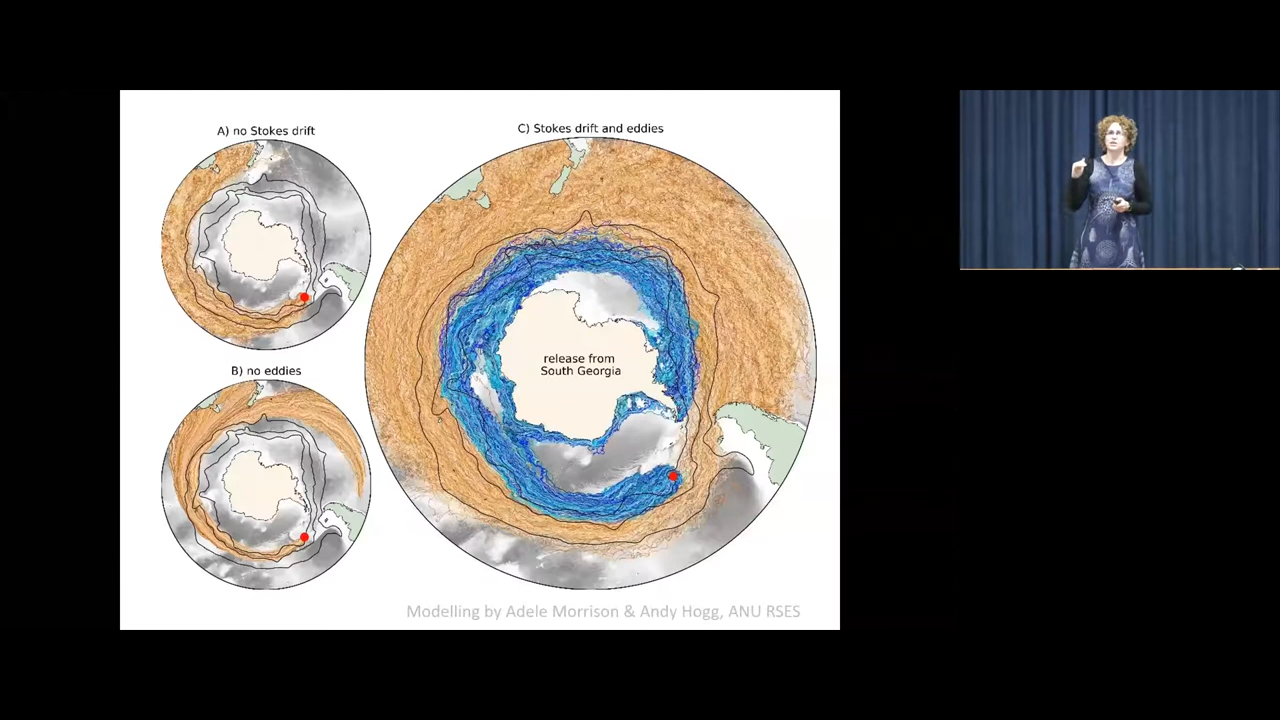 A) no Stokes drift
C) Stokes drift and eddies
B) no eddies
release from
South Georgia
Modelling by Adele Morrison & Andy Hogg, ANU RSES